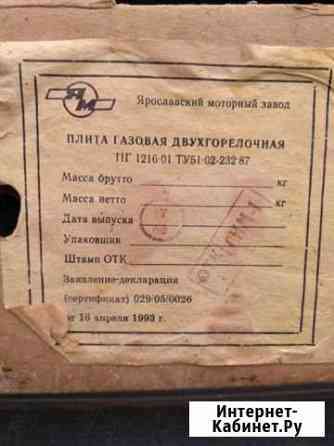 ЯМ
Ярославский моторный завод
ПЛИТА ГАЗОВАЯ ДВУХГОРЕЛОЧНАЯ
ПГ 1216-01 ТУ51-02-232 87
Масса брутто кг
Масса нетто кг
Дата выпуска
Упаковщик
Штамп ОТК
Заявление-декларация
(сертификат) 029/05/0026
от 16 апреля 1993 г.
Интернет-
Кабинет.Ру